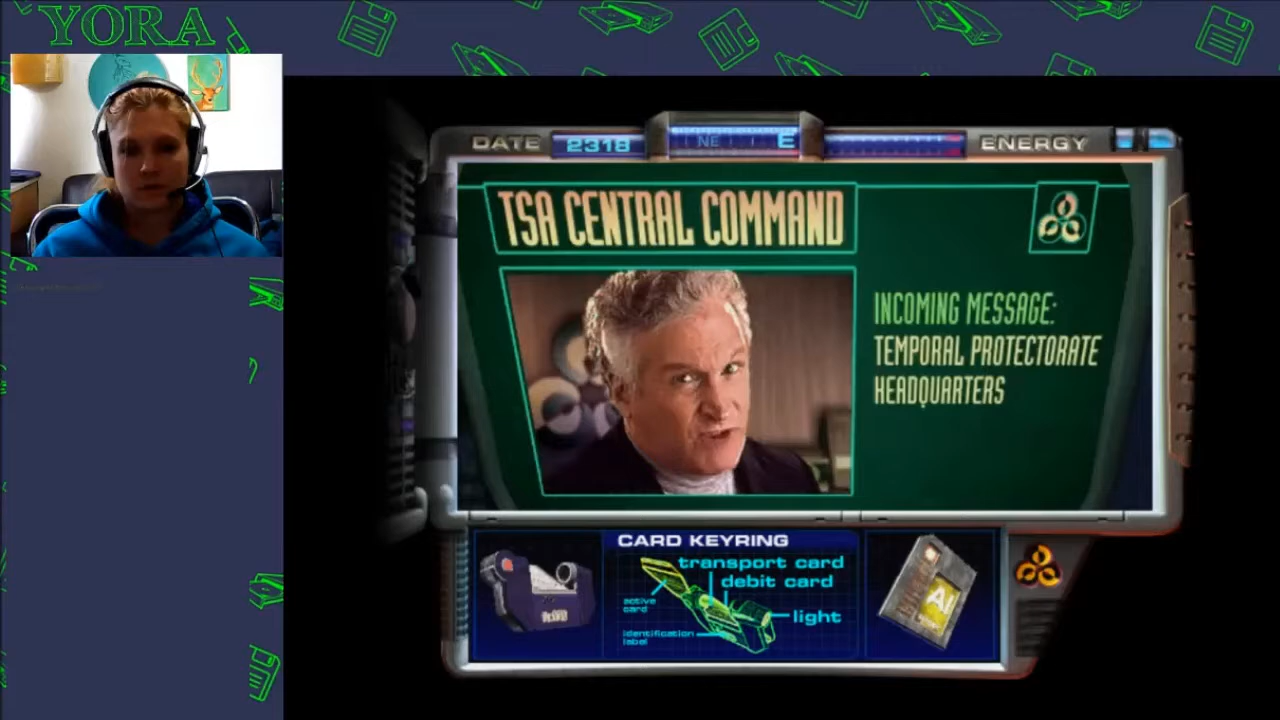 YORA
DATE 2318 NE E ENERGY
TSA CENTRAL COMMAND
INCOMING MESSAGE:
TEMPORAL PROTECTORATE
HEADQUARTERS
CARD KEYRING
transport card
debit card
active
card
light
identification
label
AI